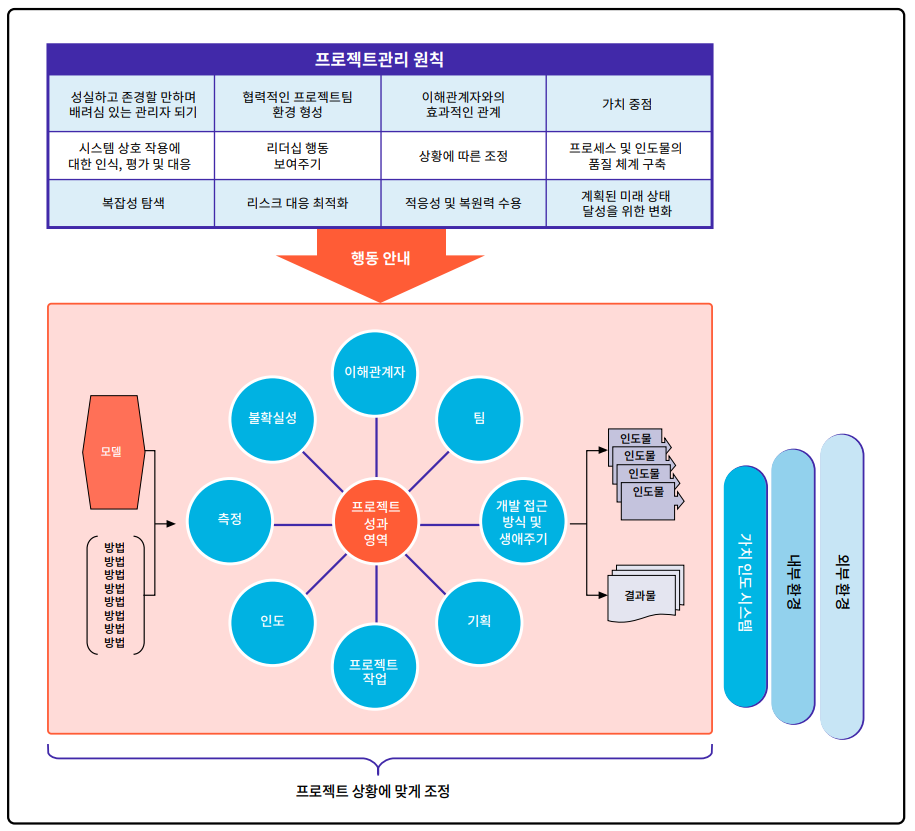 프로젝트관리 원칙
성실하고 존경할 만하며
배려심 있는 관리자 되기
협력적인 프로젝트팀
환경 형성
이해관계자와의
효과적인 관계
가치 중점
시스템 상호 작용에
대한 인식, 평가 및 대응
리더십 행동
보여주기
상황에 따른 조정
프로세스 및 인도물의
품질 체계 구축
복잡성 탐색
리스크 대응 최적화
적응성 및 복원력 수용
계획된 미래 상태
달성을 위한 변화
행동 안내
이해관계자
불확실성
팀
모델
측정
프로젝트
성과
영역
개발 접근
방식 및
생애주기
인도
기획
프로젝트
작업
방법
방법
방법
방법
방법
방법
방법
방법
인도물
인도물
인도물
인도물
결과물
가치 인도 시스템
내부 환경
외부 환경
프로젝트 상황에 맞게 조정